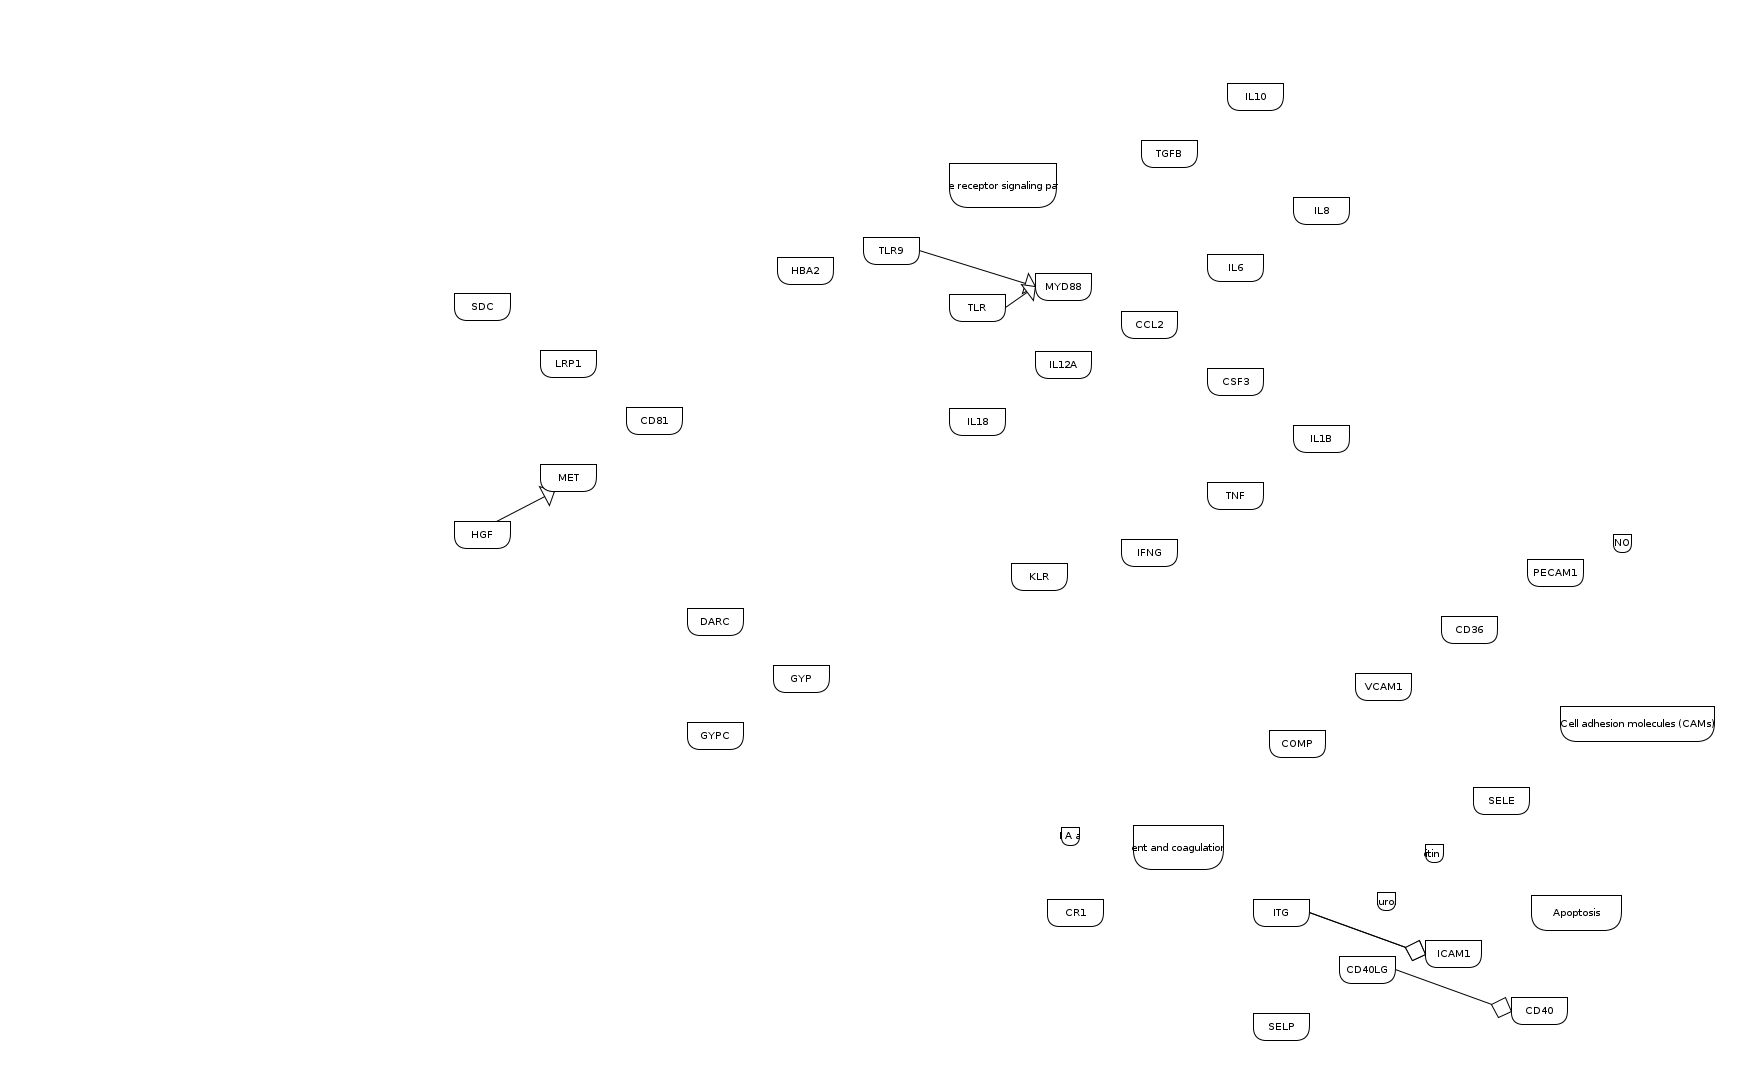 IL10
TGFB
e receptor signaling pa
IL8
TLR9
HBA2
IL6
MYD88
SDC
TLR
CCL2
LRP1
IL12A
CSF3
CD81
IL18
IL1B
MET
TNF
HGF
NO
IFNG
PECAM1
KLR
DARC
CD36
GYP
VCAM1
Cell adhesion molecules (CAMs)
GYPC
COMP
SELE
A a
ent and coagulation
tin
uro
CR1
ITG
Apoptosis
ICAM1
CD40LG
CD40
SELP